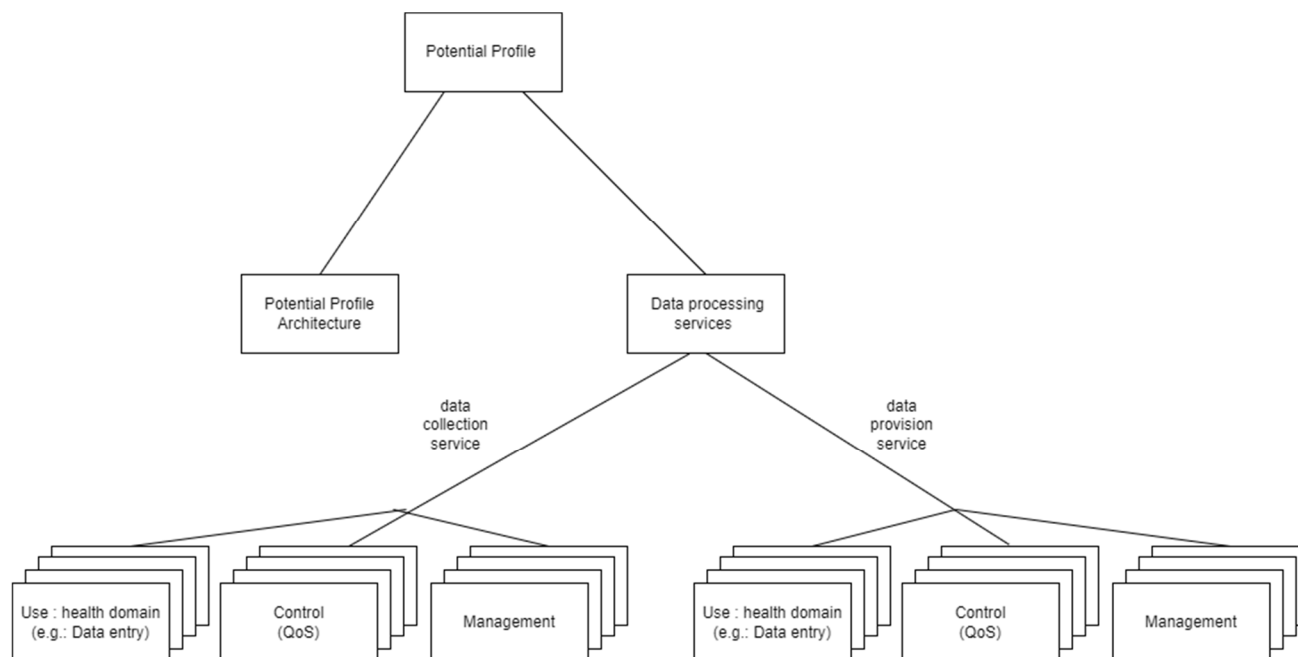 Potential Profile
Potential Profile
Architecture
Data processing
services
data
collection
service
data
provision
service
Use : health domain
(e.g.: Data entry)
Control
(QoS)
Management
Use : health domain
(e.g.: Data entry)
Control
(QoS)
Management